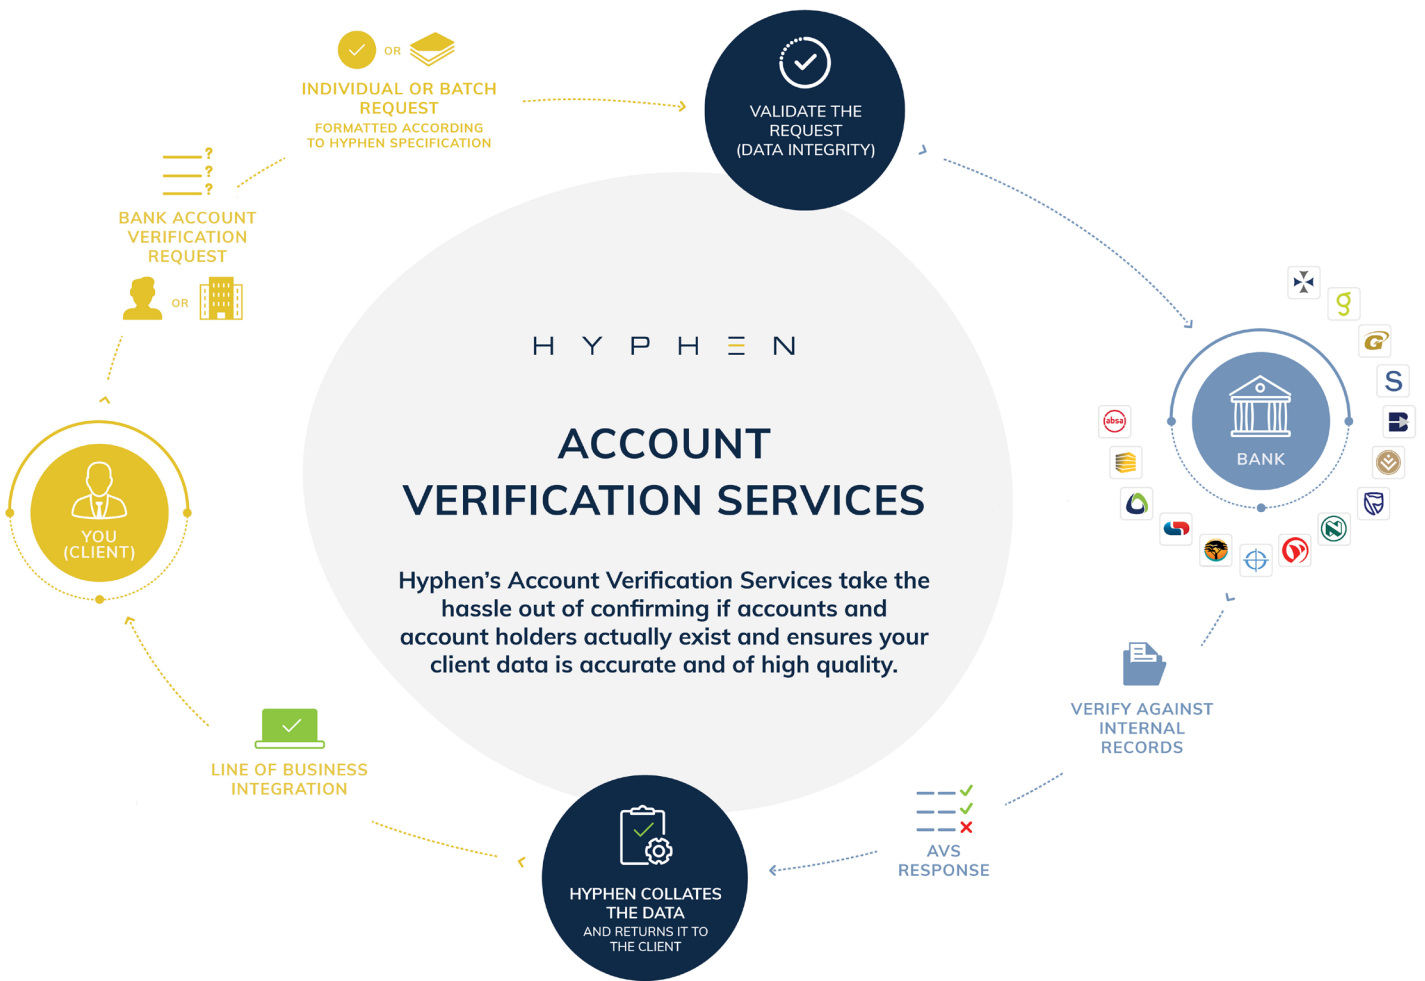 OR
INDIVIDUAL OR BATCH
REQUEST
FORMATTED ACCORDING
TO HYPHEN SPECIFICATION
VALIDATE THE
REQUEST
(DATA INTEGRITY)
?
?
?
BANK ACCOUNT
VERIFICATION
REQUEST
OR
HYPHEN
ACCOUNT
VERIFICATION SERVICES
Hyphen's Account Verification Services take the
hassle out of confirming if accounts and
account holders actually exist and ensures your
client data is accurate and of high quality.
YOU
(CLIENT)
g
G
S
B
absa
BANK
N
VERIFY AGAINST
INTERNAL
RECORDS
AVS
RESPONSE
LINE OF BUSINESS
INTEGRATION
HYPHEN COLLATES
THE DATA
AND RETURNS IT TO
THE CLIENT